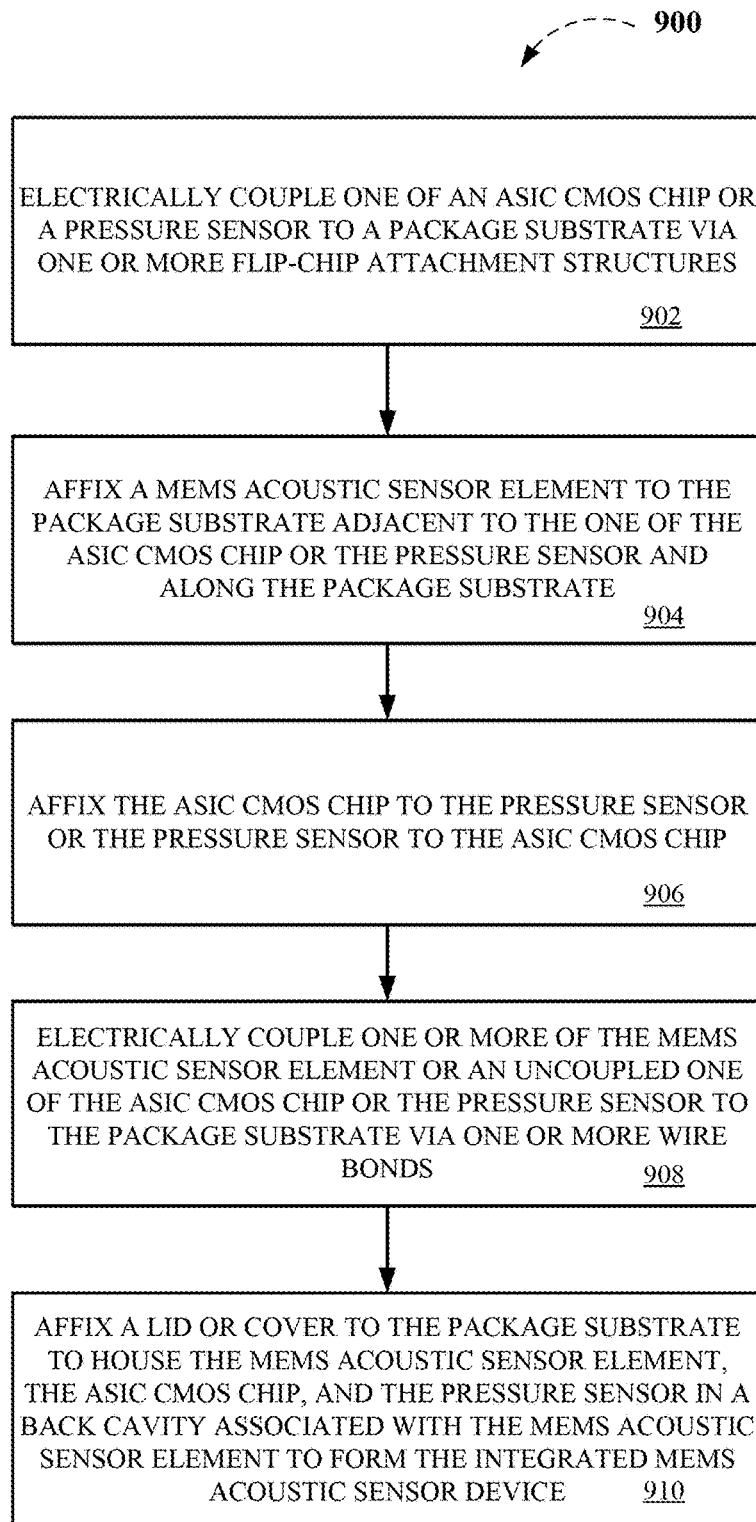 900
ELECTRICALLY COUPLE ONE OF AN ASIC CMOS CHIP OR
A PRESSURE SENSOR TO A PACKAGE SUBSTRATE VIA
ONE OR MORE FLIP-CHIP ATTACHMENT STRUCTURES
902
AFFIX A MEMS ACOUSTIC SENSOR ELEMENT TO THE
PACKAGE SUBSTRATE ADJACENT TO THE ONE OF THE
ASIC CMOS CHIP OR THE PRESSURE SENSOR AND
ALONG THE PACKAGE SUBSTRATE
904
AFFIX THE ASIC CMOS CHIP TO THE PRESSURE SENSOR
OR THE PRESSURE SENSOR TO THE ASIC CMOS CHIP
906
ELECTRICALLY COUPLE ONE OR MORE OF THE MEMS
ACOUSTIC SENSOR ELEMENT OR AN UNCOUPLED ONE
OF THE ASIC CMOS CHIP OR THE PRESSURE SENSOR TO
THE PACKAGE SUBSTRATE VIA ONE OR MORE WIRE
BONDS 908
AFFIX A LID OR COVER TO THE PACKAGE SUBSTRATE
TO HOUSE THE MEMS ACOUSTIC SENSOR ELEMENT,
THE ASIC CMOS CHIP, AND THE PRESSURE SENSOR IN A
BACK CAVITY ASSOCIATED WITH THE MEMS ACOUSTIC
SENSOR ELEMENT TO FORM THE INTEGRATED MEMS
ACOUSTIC SENSOR DEVICE 910